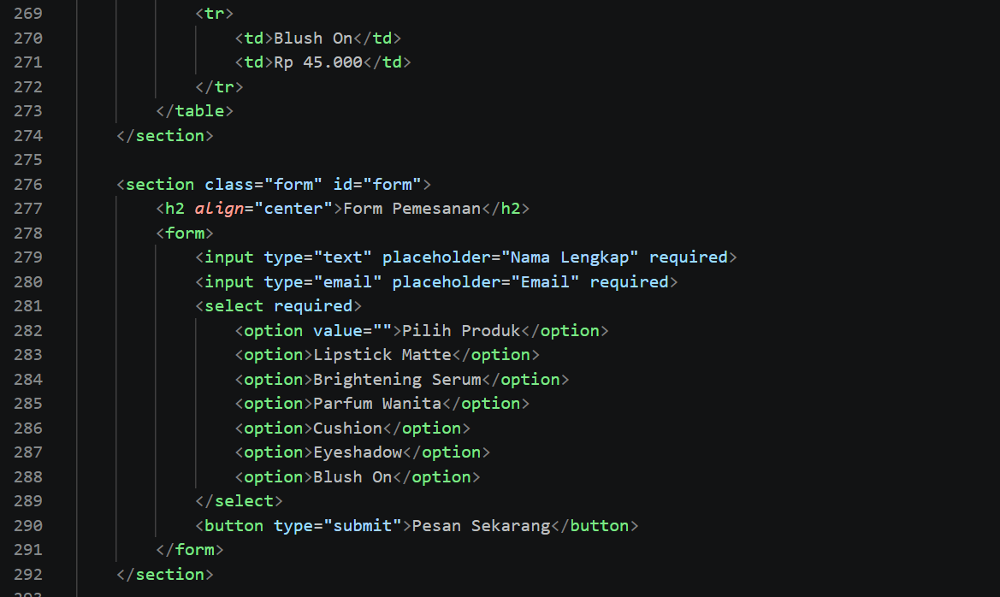 269                <tr>
270                    <td>Blush On</td>
271                    <td>Rp 45.000</td>
272                </tr>
273            </table>
274        </section>
275
276        <section class="form" id="form">
277            <h2 align="center">Form Pemesanan</h2>
278            <form>
279                <input type="text" placeholder="Nama Lengkap" required>
280                <input type="email" placeholder="Email" required>
281                <select required>
282                    <option value="">Pilih Produk</option>
283                    <option>Lipstick Matte</option>
284                    <option>Brightening Serum</option>
285                    <option>Parfum Wanita</option>
286                    <option>Cushion</option>
287                    <option>Eyeshadow</option>
288                    <option>Blush On</option>
289                </select>
290                <button type="submit">Pesan Sekarang</button>
291            </form>
292        </section>
293